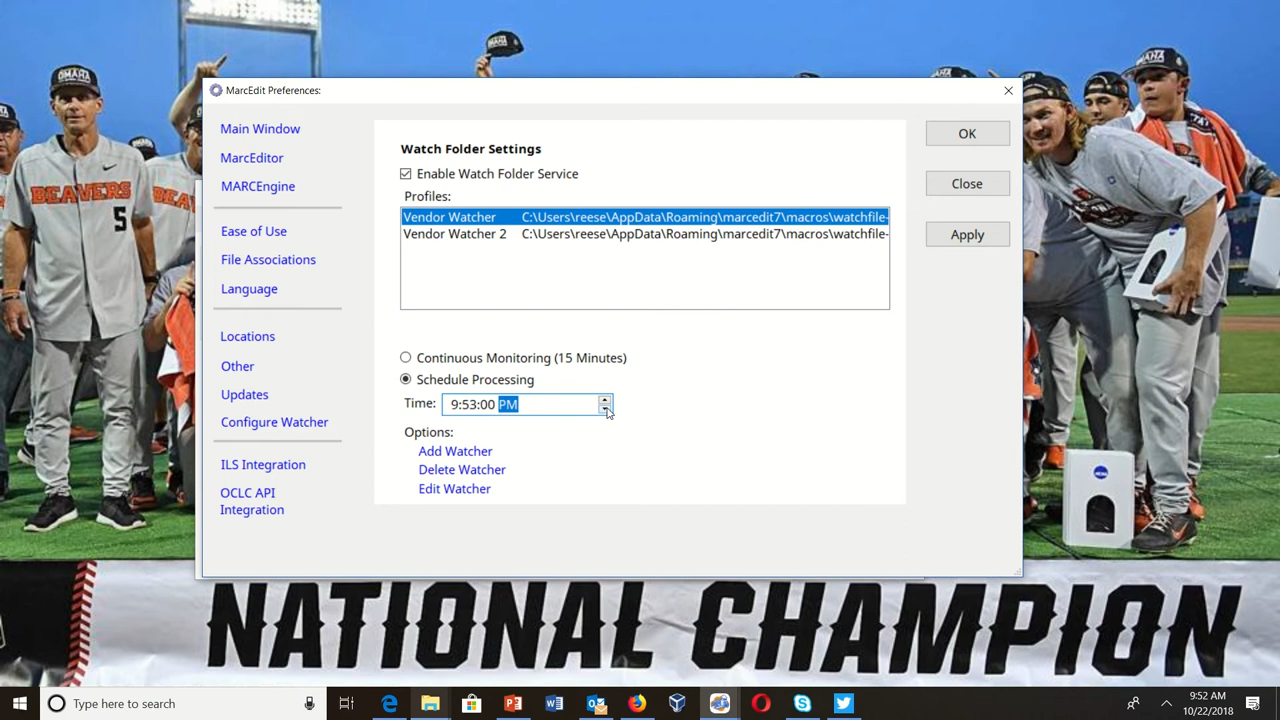 OMAHA
OMAHA
BEAVERS
5
MarcEdit Preferences:
Main Window
MarcEditor
MARCEngine
Ease of Use
File Associations
Language
Locations
Other
Updates
Configure Watcher
ILS Integration
OCLC API
Integration
Watch Folder Settings
Enable Watch Folder Service
Profiles:
Vendor Watcher C:\Users\reese\AppData\Roaming\marcedit7\macros\watchfile-
Vendor Watcher 2 C:\Users\reese\AppData\Roaming\marcedit7\macros\watchfile-
Continuous Monitoring (15 Minutes)
Schedule Processing
Time: 9:53:00 PM
Options:
Add Watcher
Delete Watcher
Edit Watcher
OK
Close
Apply
NATIONAL CHAMPION
Type here to search
9:52 AM
10/22/2018